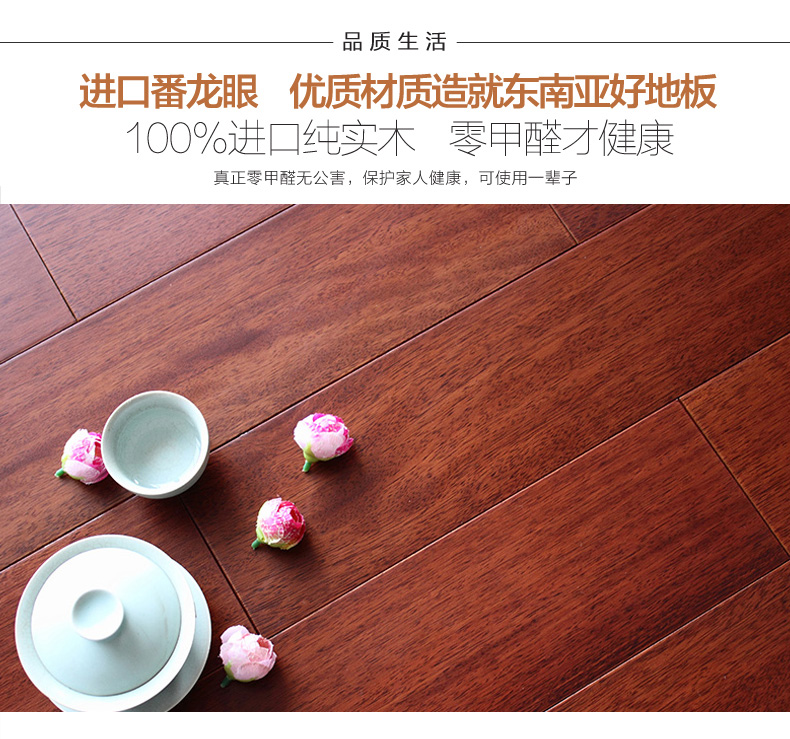 品质生活
进口番龙眼 优质材质造就东南亚好地板
100%进口纯实木 零甲醛才健康
真正零甲醛无公害，保护家人健康，可使用一辈子